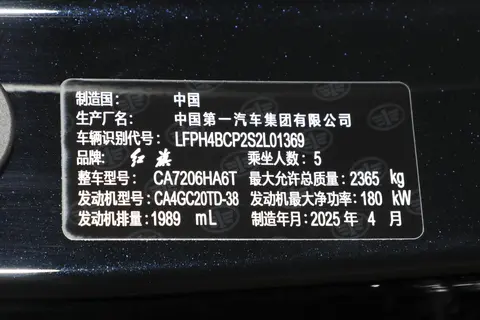 制造国： 中国
生产厂名： 中国第一汽车集团有限公司
车辆识别代号： LFPH4BCP2S2L01369
品牌： 红旗 乘坐人数：5
整车型号： CA7206HA6T 最大允许总质量：2365 kg
发动机型号：CA4GC20TD-38 发动机最大净功率：180 kW
发动机排量：1989 mL 制造年月：2025 年 4 月